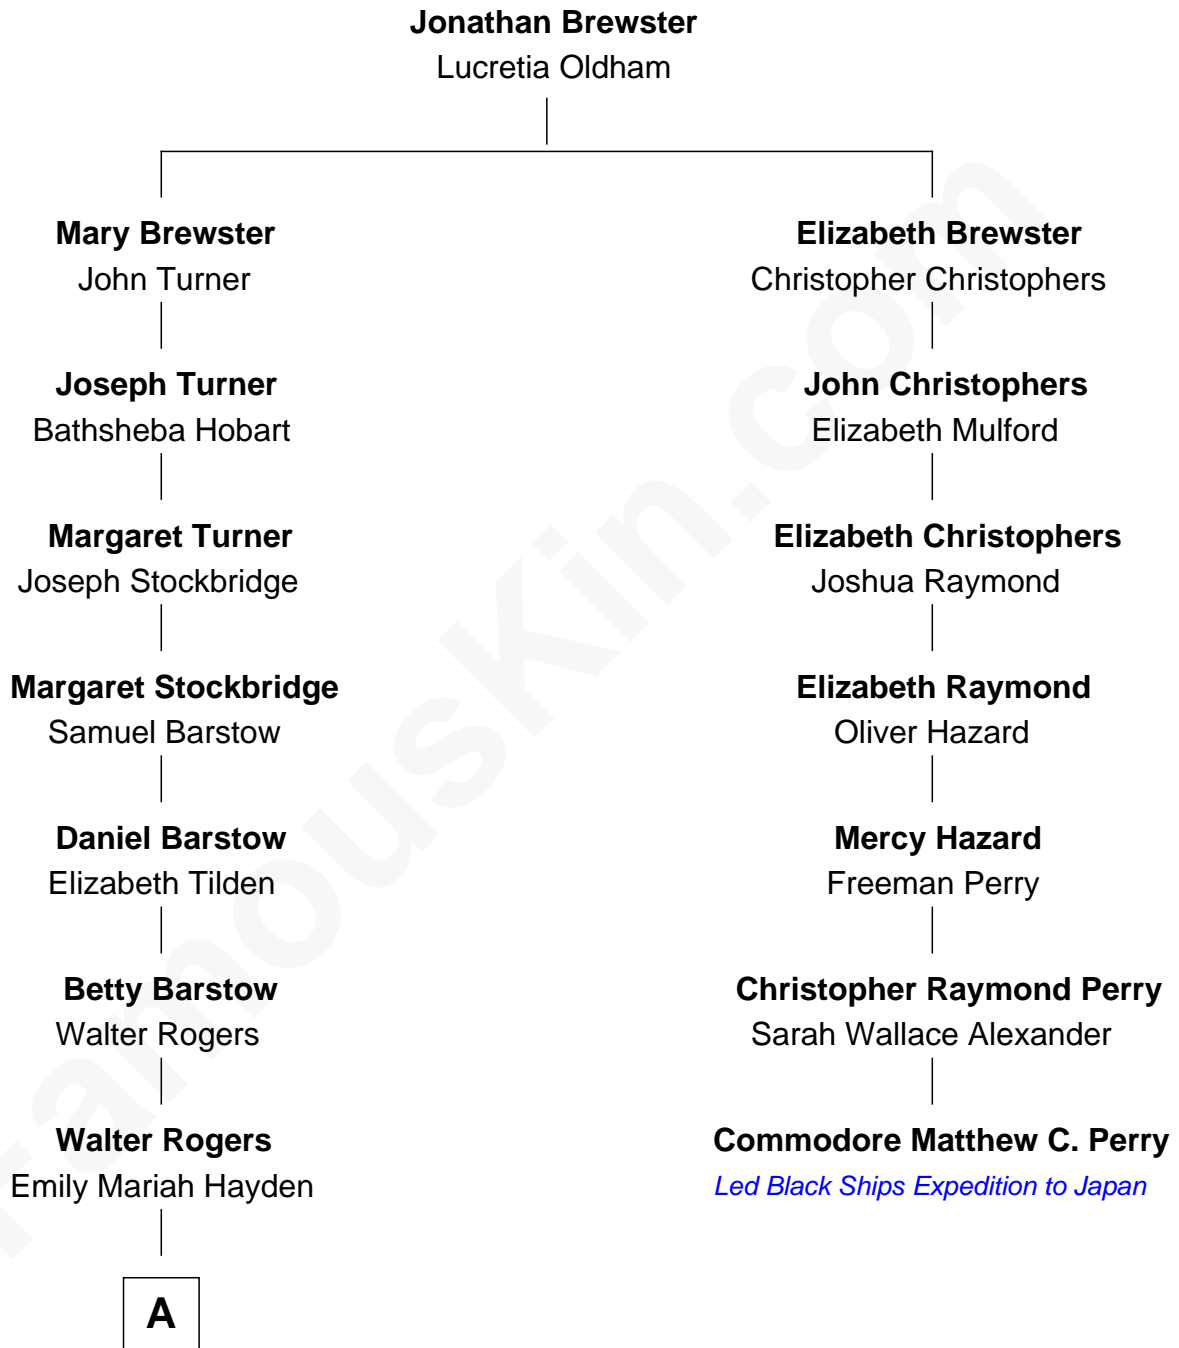 Jonathan Brewster
Lucretia Oldham
Mary Brewster
John Turner
Joseph Turner
Bathsheba Hobart
Margaret Turner
Joseph Stockbridge
Margaret Stockbridge
Samuel Barstow
Daniel Barstow
Elizabeth Tilden
Betty Barstow
Walter Rogers
Walter Rogers
Emily Mariah Hayden
A
Elizabeth Brewster
Christopher Christophers
John Christophers
Elizabeth Mulford
Elizabeth Christophers
Joshua Raymond
Elizabeth Raymond
Oliver Hazard
Mercy Hazard
Freeman Perry
Christopher Raymond Perry
Sarah Wallace Alexander
Commodore Matthew C. Perry
Led Black Ships Expedition to Japan
FamousKin.com